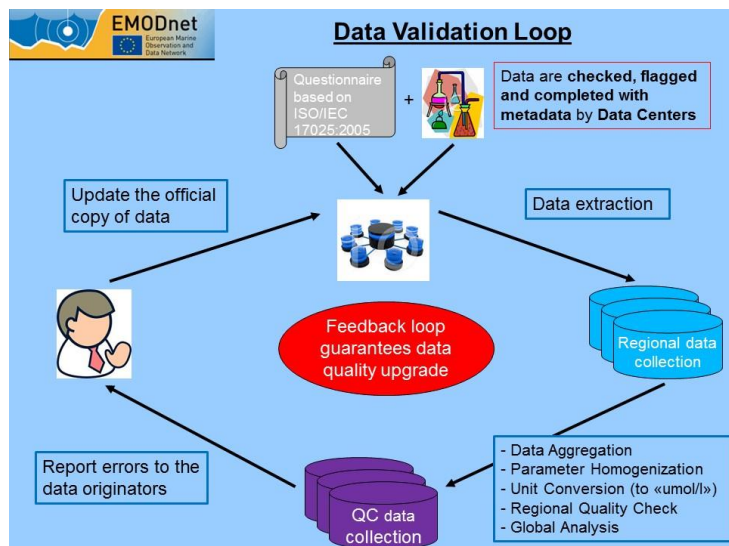 EMODnet
European Marine
Observation and
Data Network
Data Validation Loop
Questionnaire
based on
ISO/IEC
17025:2005
+
Data are checked, flagged
and completed with
metadata by Data Centers
Update the official
copy of data
Data extraction
Feedback loop
guarantees data
quality upgrade
Regional data
collection
Report errors to the
data originators
QC data
collection
- Data Aggregation
- Parameter Homogenization
- Unit Conversion (to «umol/l»)
- Regional Quality Check
- Global Analysis